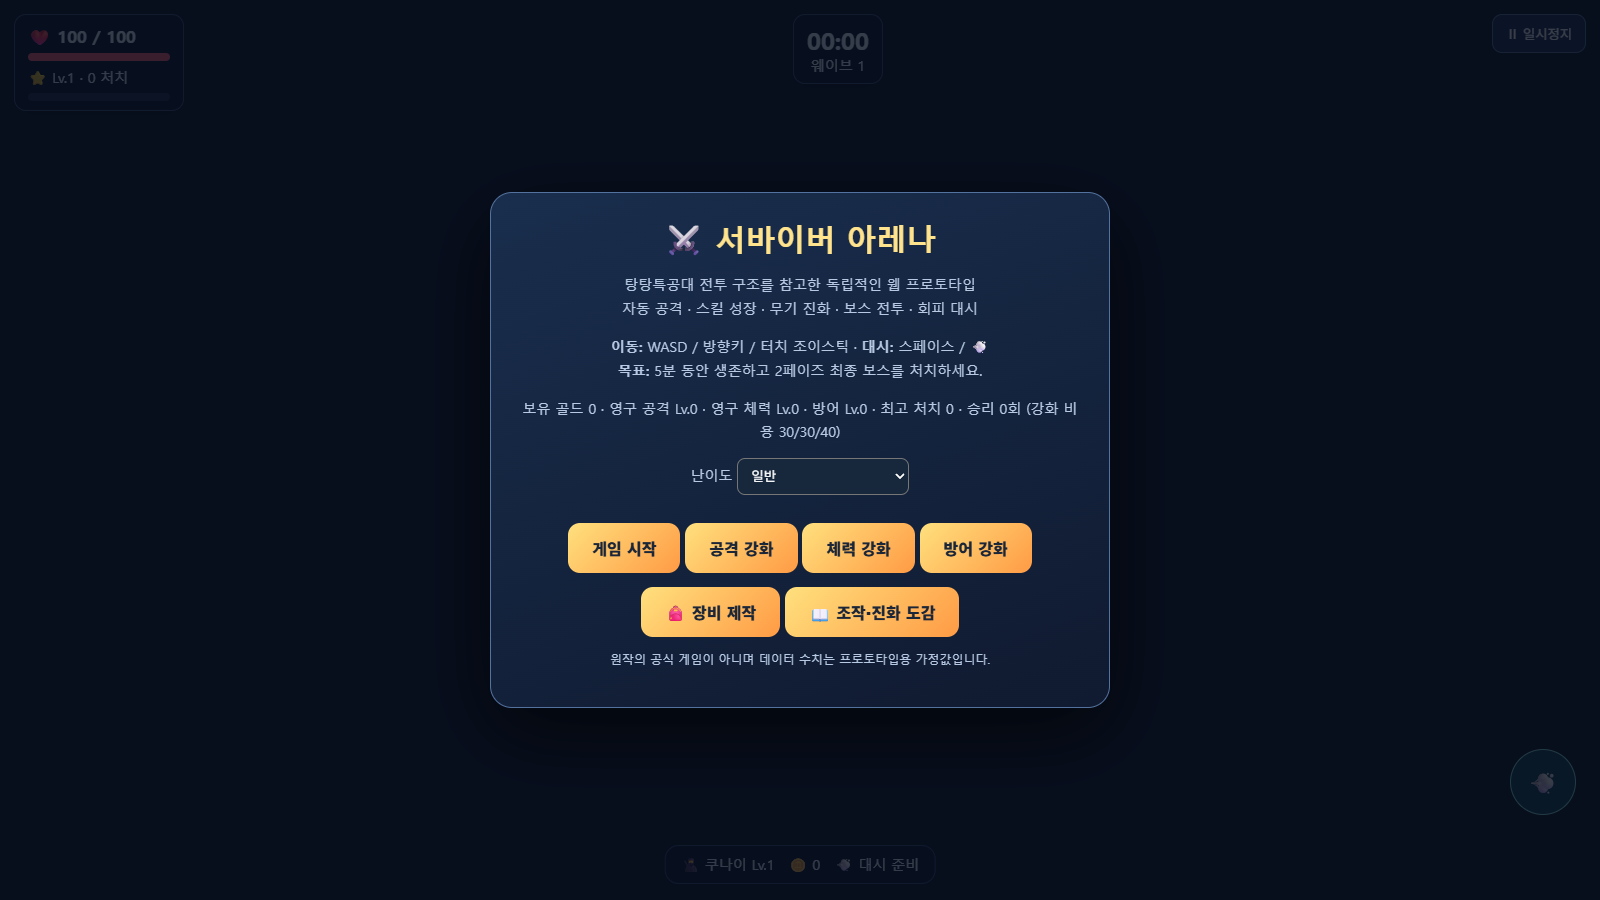 100 / 100
Lv.1 · 0 처치
00:00
웨이브 1
일시정지
서바이버 아레나
탕탕특공대 전투 구조를 참고한 독립적인 웹 프로토타입
자동 공격 · 스킬 성장 · 무기 진화 · 보스 전투 · 회피 대시
이동: WASD / 방향키 / 터치 조이스틱 · 대시: 스페이스 /
목표: 5분 동안 생존하고 2페이즈 최종 보스를 처치하세요.
보유 골드 0 · 영구 공격 Lv.0 · 영구 체력 Lv.0 · 방어 Lv.0 · 최고 처치 0 · 승리 0회 (강화 비
용 30/30/40)
난이도 일반
게임 시작 공격 강화 체력 강화 방어 강화
장비 제작 조작·진화 도감
원작의 공식 게임이 아니며 데이터 수치는 프로토타입용 가정값입니다.
쿠나이 Lv.1 0 대시 준비